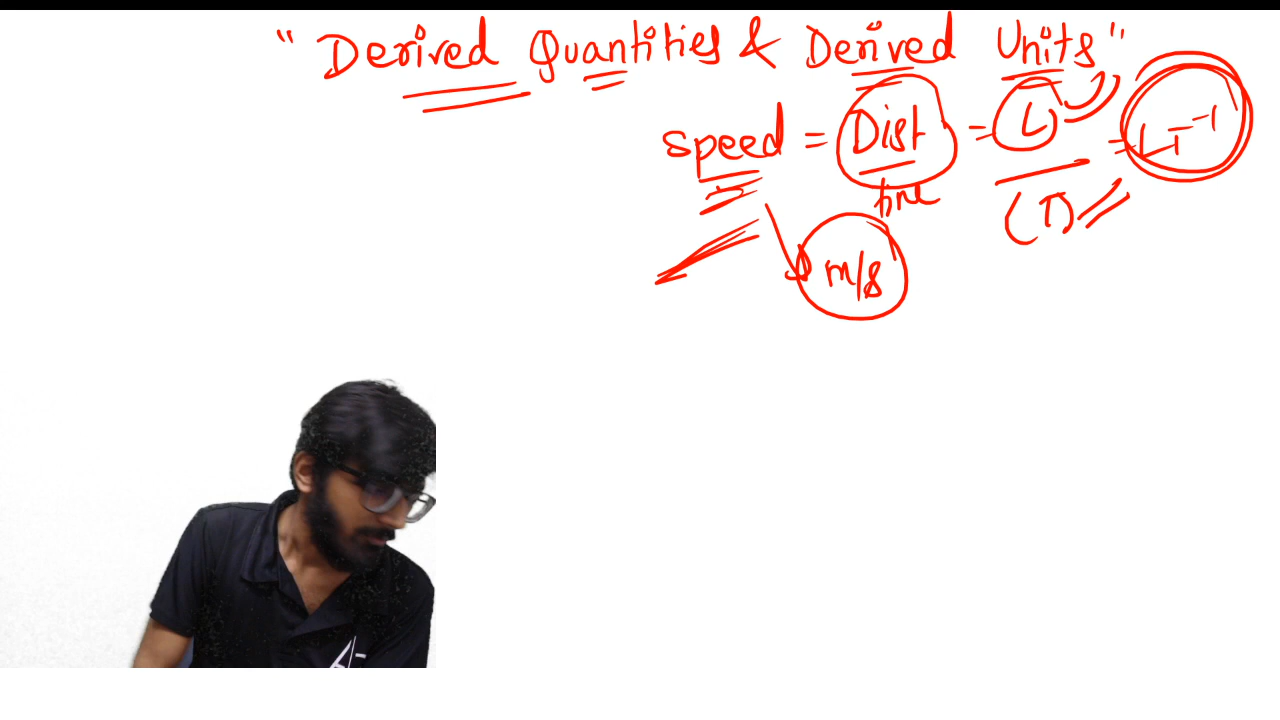 "Derived Quantities & Derived Units"
speed = Dist/time = L/(T) = LT⁻¹
m/s